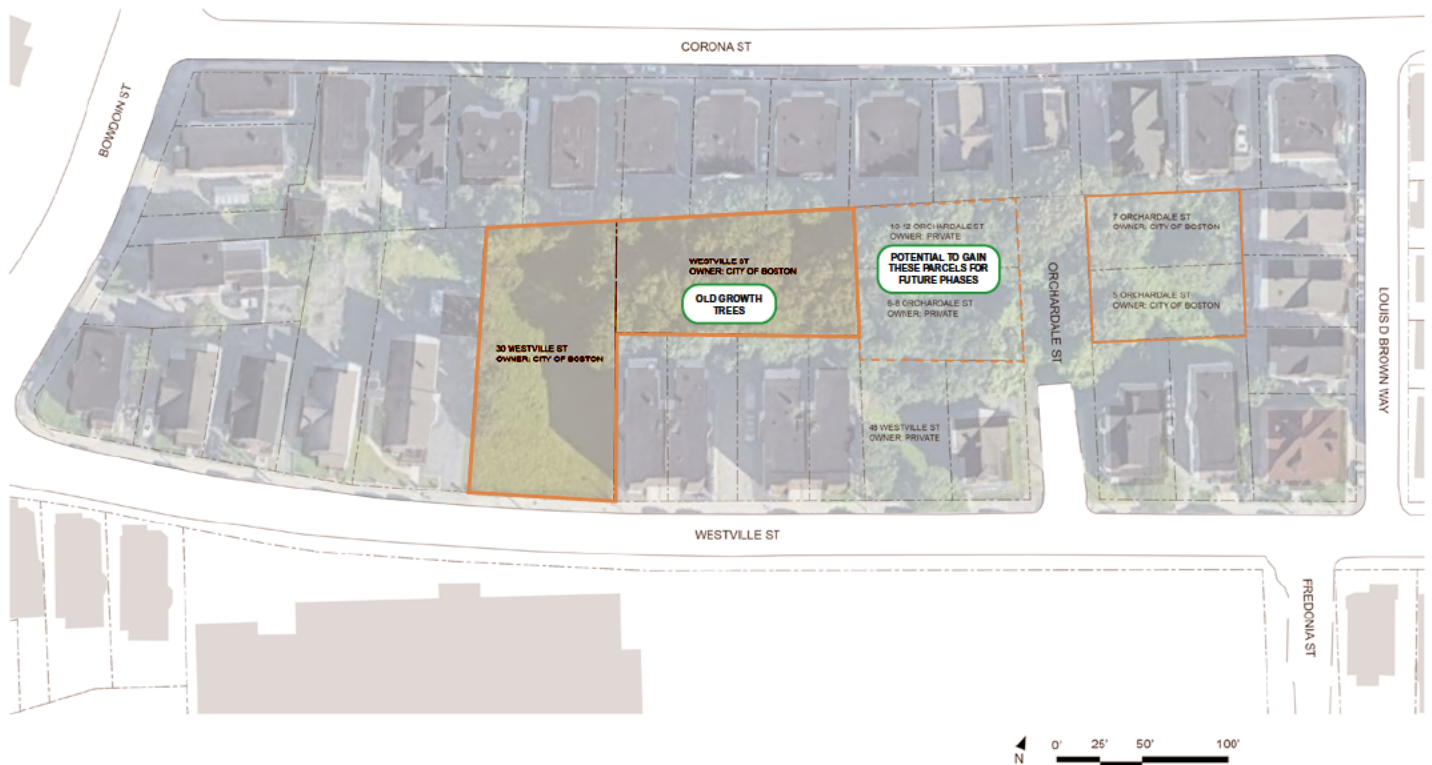 CORONA ST
BOWDOIN ST
10-12 ORCHARDALE ST
OWNER: PRIVATE
POTENTIAL TO GAIN
THESE PARCELS FOR
FUTURE PHASES
6-8 ORCHARDALE ST
OWNER: PRIVATE
7 ORCHARDALE ST
OWNER: CITY OF BOSTON
5 ORCHARDALE ST
OWNER: CITY OF BOSTON
WESTVILLE ST
OWNER: CITY OF BOSTON
OLD GROWTH
TREES
ORCHARDALE ST
LOUIS D BROWN WAY
30 WESTVILLE ST
OWNER: CITY OF BOSTON
48 WESTVILLE ST
OWNER: PRIVATE
WESTVILLE ST
FREDONIA ST
N
0' 25' 50' 100'